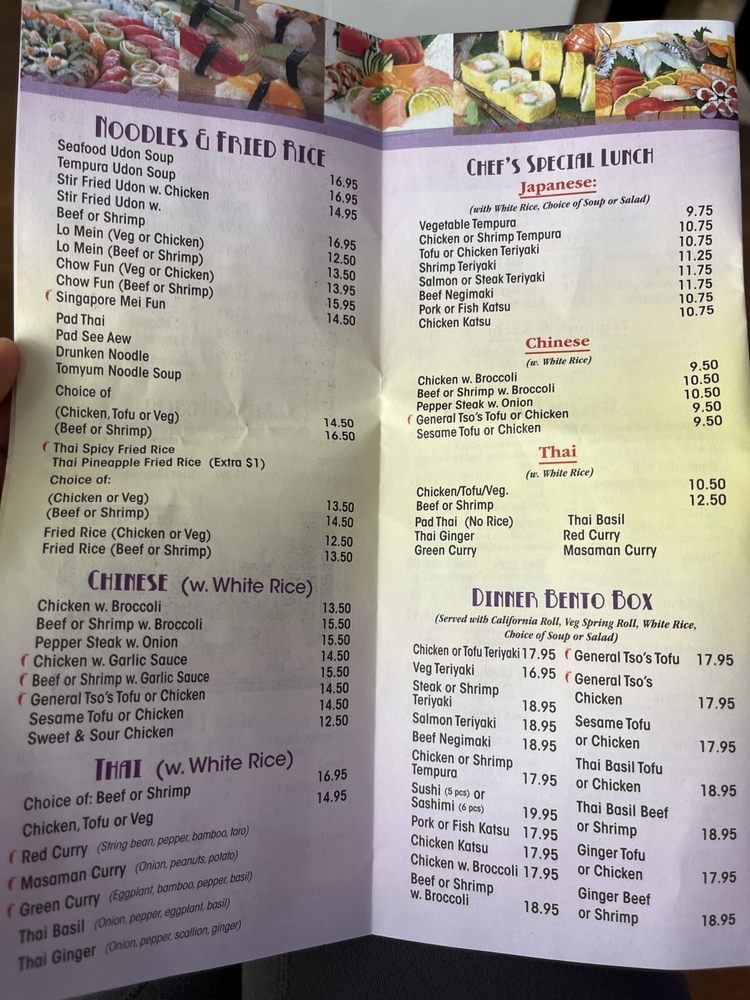 NOODLES & FRIED RICE
Seafood Udon Soup 16.95
Tempura Udon Soup 16.95
Stir Fried Udon w. Chicken 14.95
Stir Fried Udon w.
Beef or Shrimp 16.95
Lo Mein (Veg or Chicken) 12.50
Lo Mein (Beef or Shrimp) 13.50
Chow Fun (Veg or Chicken) 13.95
Chow Fun (Beef or Shrimp) 15.95
Singapore Mei Fun 14.50
Pad Thai
Pad See Aew
Drunken Noodle
Tomyum Noodle Soup
Choice of
(Chicken, Tofu or Veg) 14.50
(Beef or Shrimp) 16.50
Thai Spicy Fried Rice
Thai Pineapple Fried Rice (Extra $1)
Choice of:
(Chicken or Veg) 13.50
(Beef or Shrimp) 14.50
Fried Rice (Chicken or Veg) 12.50
Fried Rice (Beef or Shrimp) 13.50
CHINESE (w. White Rice)
Chicken w. Broccoli 13.50
Beef or Shrimp w. Broccoli 15.50
Pepper Steak w. Onion 15.50
Chicken w. Garlic Sauce 14.50
Beef or Shrimp w. Garlic Sauce 15.50
General Tso's Tofu or Chicken 14.50
Sesame Tofu or Chicken 14.50
Sweet & Sour Chicken 12.50
THAI (w. White Rice)
Choice of: Beef or Shrimp 16.95
Chicken, Tofu or Veg 14.95
Red Curry (String bean, pepper, bamboo, taro)
Masaman Curry (Onion, peanuts, potato)
Green Curry (Eggplant, bamboo, pepper, basil)
Thai Basil (Onion, pepper, eggplant, basil)
Thai Ginger (Onion, pepper, scallion, ginger)
CHEF'S SPECIAL LUNCH
Japanese:
(with White Rice, Choice of Soup or Salad)
Vegetable Tempura 9.75
Chicken or Shrimp Tempura 10.75
Tofu or Chicken Teriyaki 10.75
Shrimp Teriyaki 11.25
Salmon or Steak Teriyaki 11.75
Beef Negimaki 11.75
Pork or Fish Katsu 10.75
Chicken Katsu 10.75
Chinese
(w. White Rice)
Chicken w. Broccoli 9.50
Beef or Shrimp w. Broccoli 10.50
Pepper Steak w. Onion 10.50
General Tso's Tofu or Chicken 9.50
Sesame Tofu or Chicken 9.50
Thai
(w. White Rice)
Chicken/Tofu/Veg. 10.50
Beef or Shrimp 12.50
Pad Thai (No Rice) Thai Basil
Thai Ginger Red Curry
Green Curry Masaman Curry
DINNER BENTO BOX
(Served with California Roll, Veg Spring Roll, White Rice,
Choice of Soup or Salad)
Chicken or Tofu Teriyaki 17.95
Veg Teriyaki 16.95
Steak or Shrimp
Teriyaki 18.95
Salmon Teriyaki 18.95
Beef Negimaki 18.95
Chicken or Shrimp
Tempura 17.95
Sushi (5 pcs) or
Sashimi (6 pcs) 19.95
Pork or Fish Katsu 17.95
Chicken Katsu 17.95
Chicken w. Broccoli 17.95
Beef or Shrimp
w. Broccoli 18.95
General Tso's Tofu 17.95
General Tso's
Chicken 17.95
Sesame Tofu
or Chicken 17.95
Thai Basil Tofu
or Chicken 18.95
Thai Basil Beef
or Shrimp 18.95
Ginger Tofu
or Chicken 17.95
Ginger Beef
or Shrimp 18.95